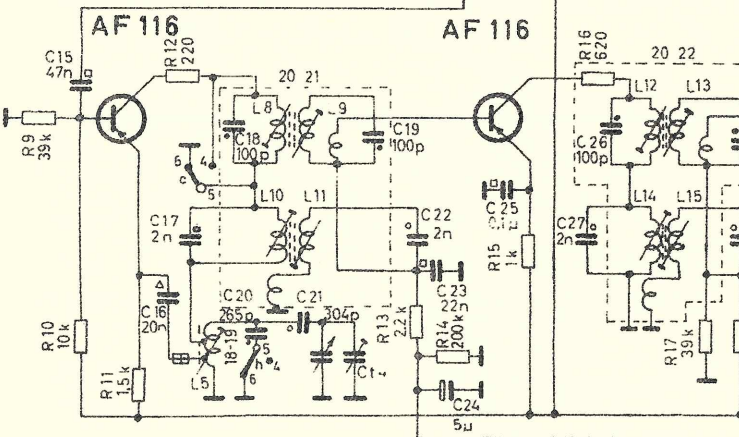 AF 116
AF 116
C15
47n
R12
220
R16
620
20 21
20 22
L8
9
L12
L13
R9
39k
C18
100p
C19
100p
C26
100p
6
4
c
5
L10
L11
L14
L15
C17
2n
C22
2n
C25
C27
2n
R15
1k
C16
20n
C20
265p
C21
304p
C23
22n
R10
10k
R11
1,5k
1
18-19
L5
5
h
4
6
R13
2,2k
R14
200k
R17
39k
C24
5µ